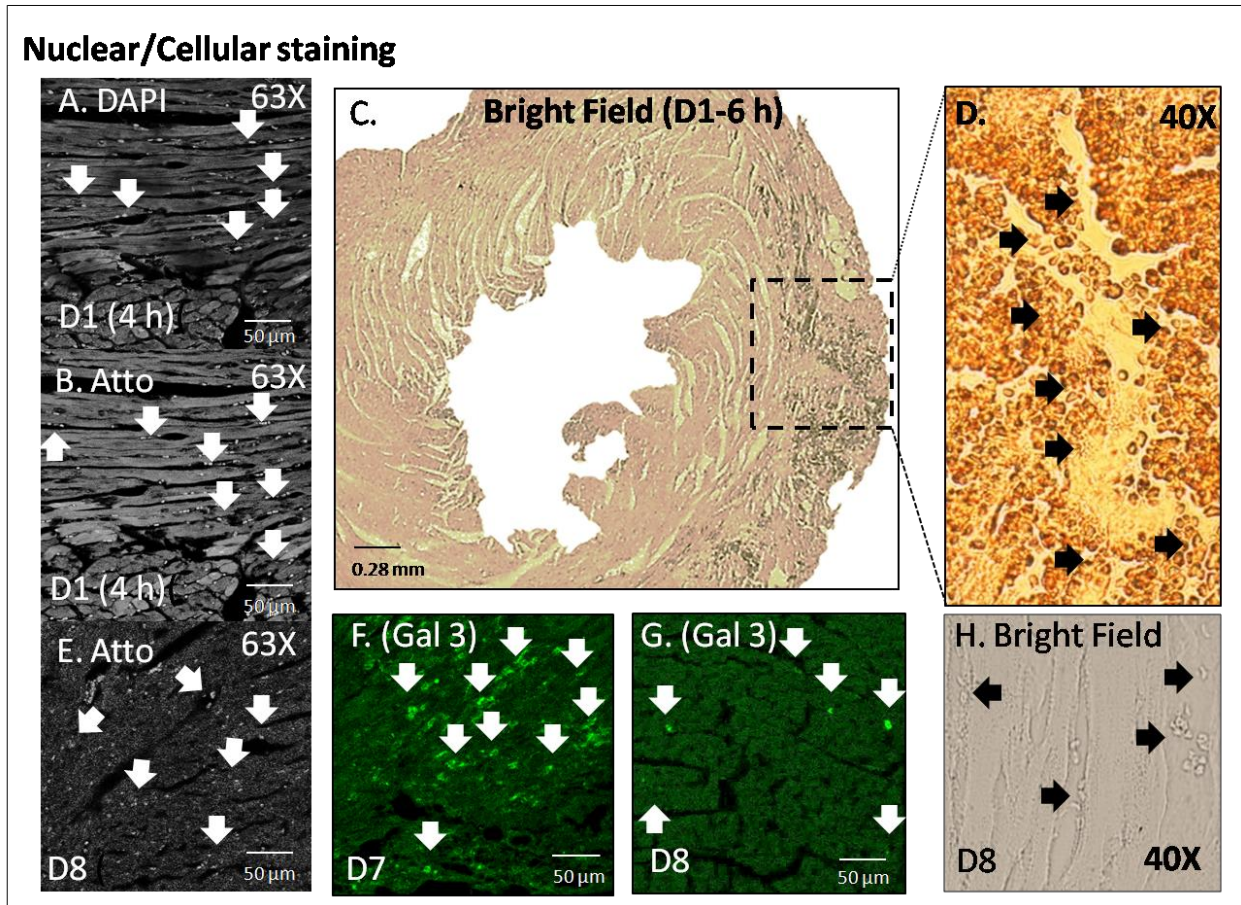 Nuclear/Cellular staining
A. DAPI 63X
D1 (4 h) 50 µm
B. Atto 63X
D1 (4 h) 50 µm
C. Bright Field (D1-6 h)
0.28 mm
D. 40X
E. Atto 63X
D8 50 µm
F. (Gal 3)
D7 50 µm
G. (Gal 3)
D8 50 µm
H. Bright Field
D8 40X